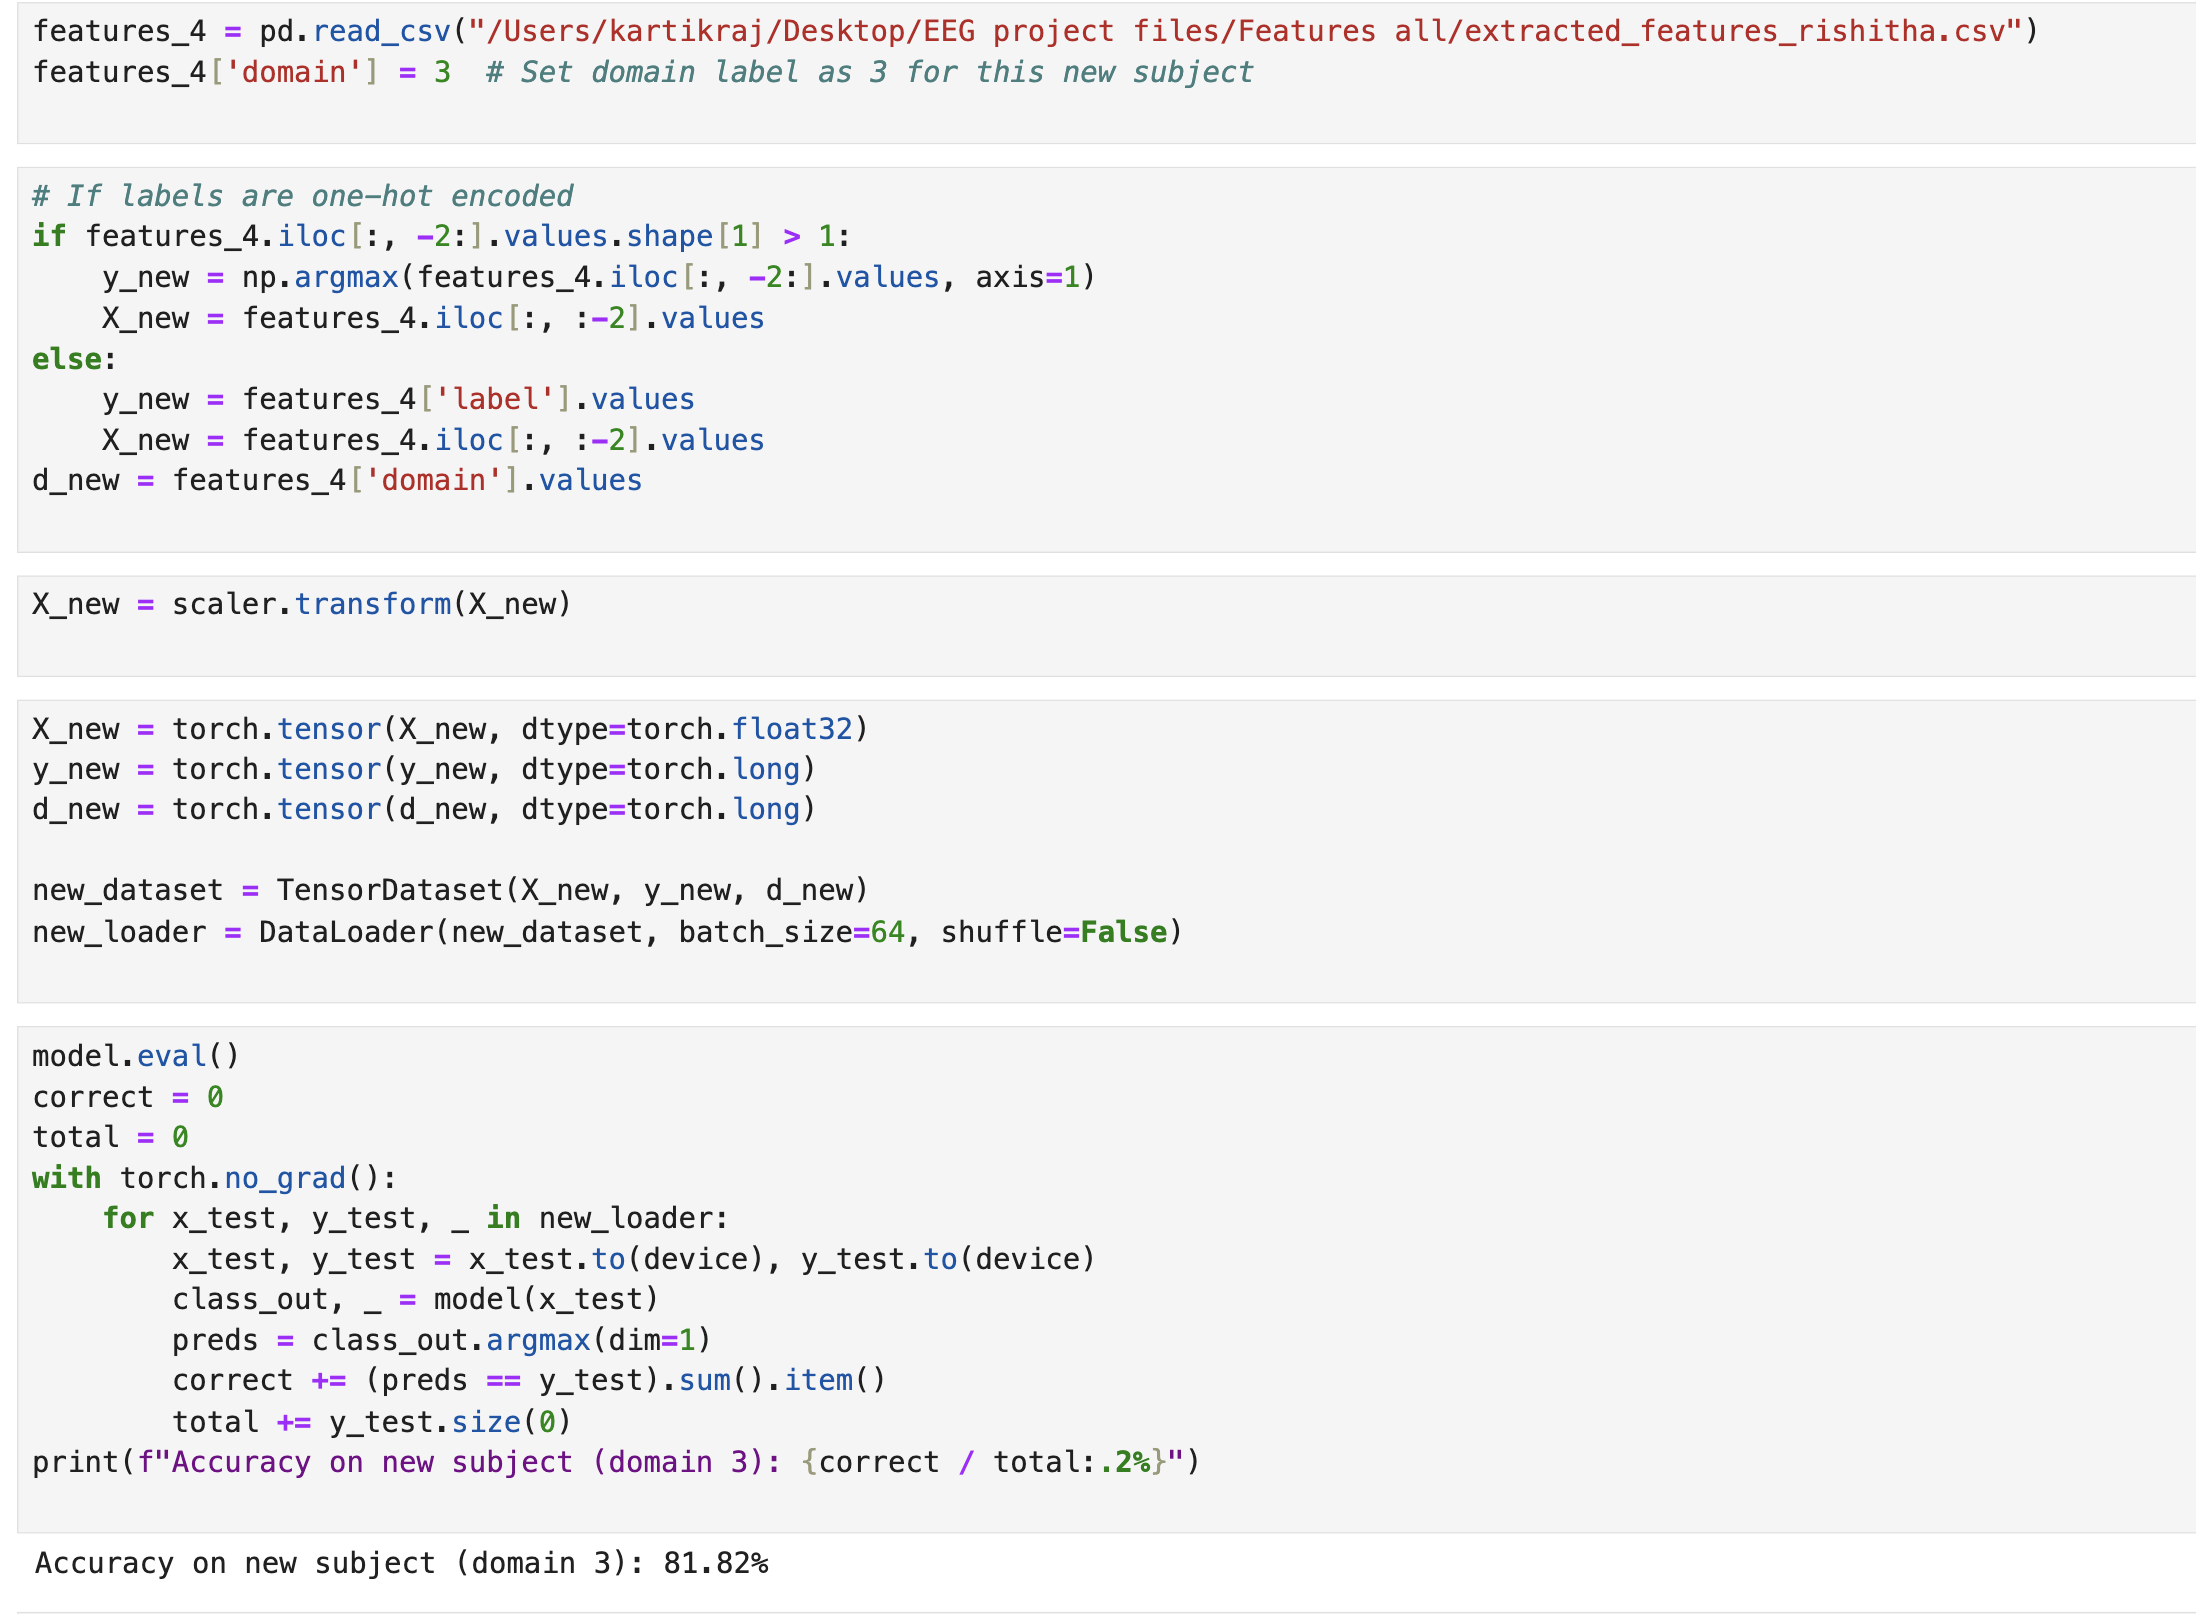 features_4 = pd.read_csv("/Users/kartikraj/Desktop/EEG project files/Features all/extracted_features_rishitha.csv")
features_4['domain'] = 3  # Set domain label as 3 for this new subject
# If labels are one-hot encoded
if features_4.iloc[:, -2:].values.shape[1] > 1:
    y_new = np.argmax(features_4.iloc[:, -2:].values, axis=1)
    X_new = features_4.iloc[:, :-2].values
else:
    y_new = features_4['label'].values
    X_new = features_4.iloc[:, :-2].values
d_new = features_4['domain'].values
X_new = scaler.transform(X_new)
X_new = torch.tensor(X_new, dtype=torch.float32)
y_new = torch.tensor(y_new, dtype=torch.long)
d_new = torch.tensor(d_new, dtype=torch.long)
new_dataset = TensorDataset(X_new, y_new, d_new)
new_loader = DataLoader(new_dataset, batch_size=64, shuffle=False)
model.eval()
correct = 0
total = 0
with torch.no_grad():
    for x_test, y_test, _ in new_loader:
        x_test, y_test = x_test.to(device), y_test.to(device)
        class_out, _ = model(x_test)
        preds = class_out.argmax(dim=1)
        correct += (preds == y_test).sum().item()
        total += y_test.size(0)
print(f"Accuracy on new subject (domain 3): {correct / total:.2%}")
Accuracy on new subject (domain 3): 81.82%